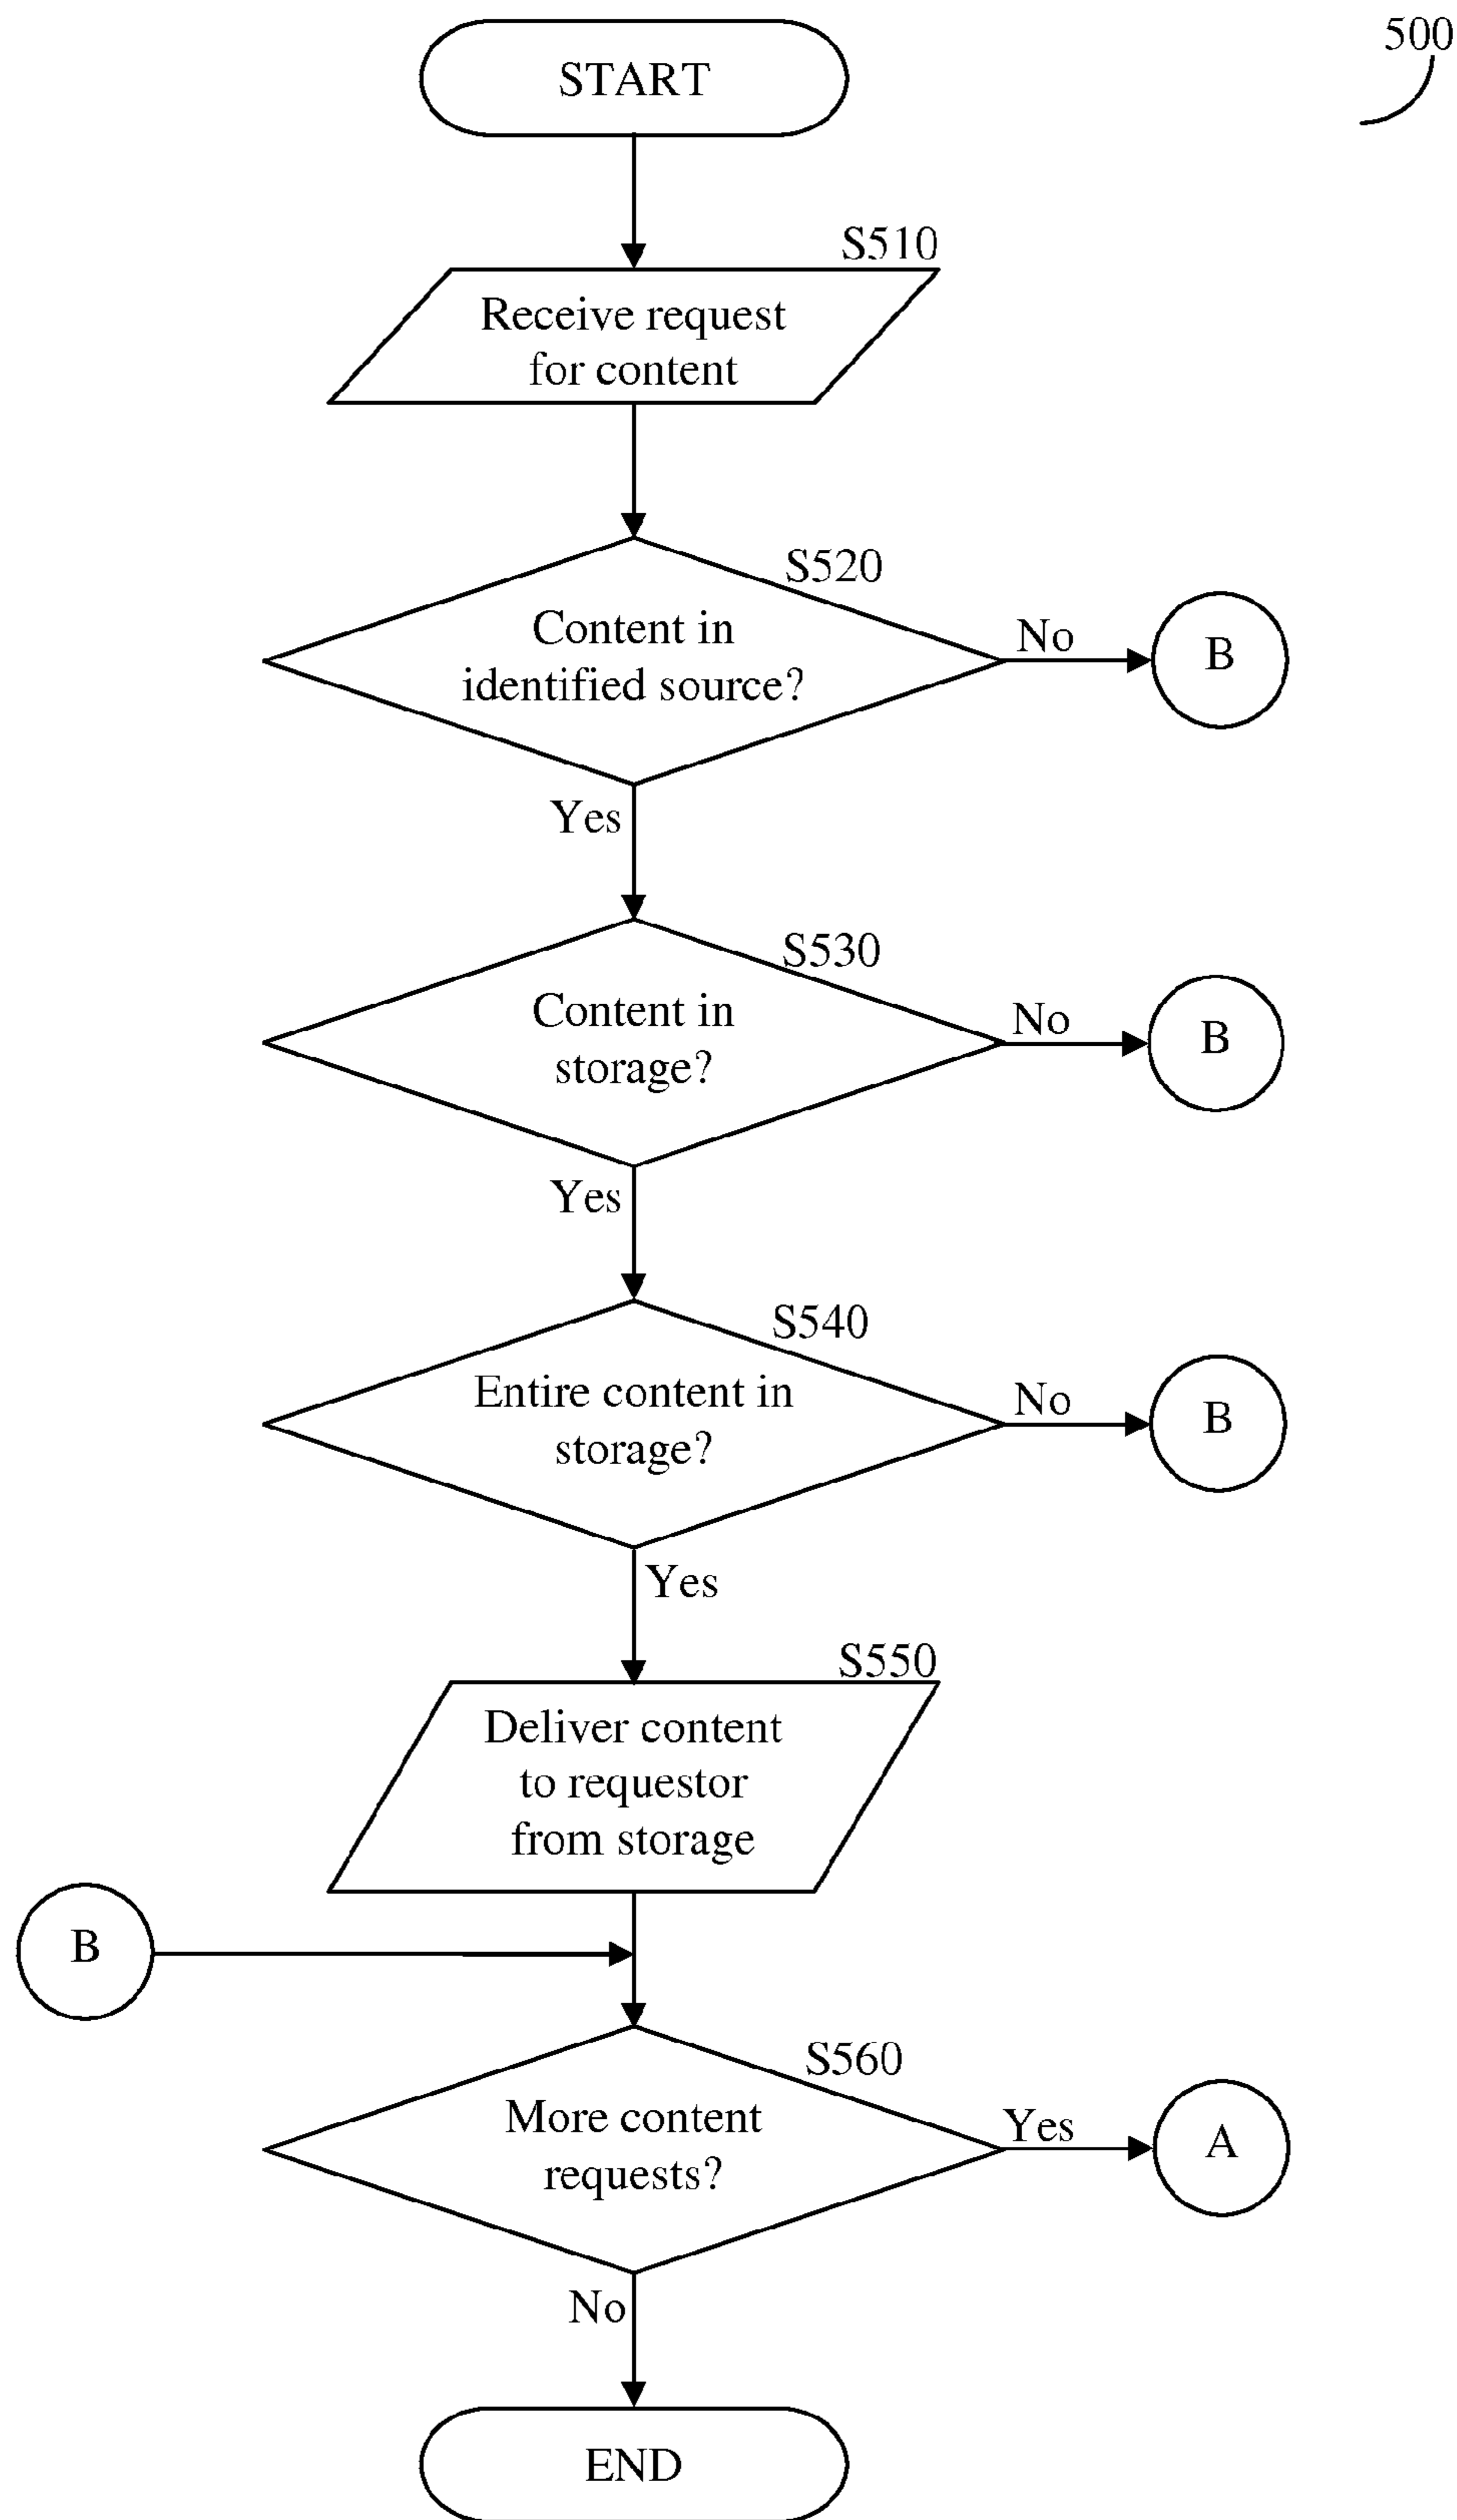 START
500
S510
Receive request
for content
S520
Content in
identified source?
No
B
Yes
S530
Content in
storage?
No
B
Yes
S540
Entire content in
storage?
No
B
Yes
S550
Deliver content
to requestor
from storage
B
S560
More content
requests?
Yes
A
No
END